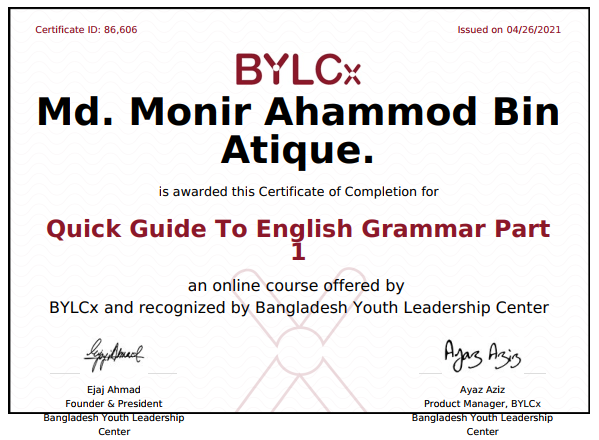 Certificate ID: 86,606
Issued on 04/26/2021
BYLCx
Md. Monir Ahammod Bin
Atique.
is awarded this Certificate of Completion for
Quick Guide To English Grammar Part
1
an online course offered by
BYLCx and recognized by Bangladesh Youth Leadership Center
Ejaj Ahmad
Ayaz Aziz
Ejaj Ahmad
Founder & President
Bangladesh Youth Leadership
Center
Ayaz Aziz
Product Manager, BYLCx
Bangladesh Youth Leadership
Center